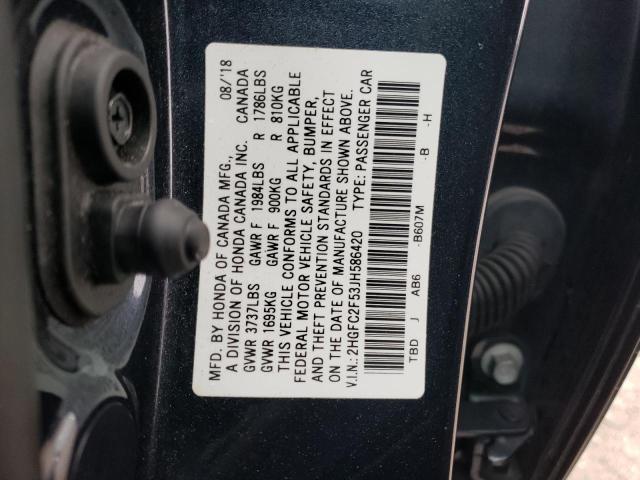 MFD. BY HONDA OF CANADA MFG., 08/'18
A DIVISION OF HONDA CANADA INC. CANADA
GVWR 3737LBS GAWR F 1984LBS R 1786LBS
GVWR 1695KG GAWR F 900KG R 810KG
THIS VEHICLE CONFORMS TO ALL APPLICABLE
FEDERAL MOTOR VEHICLE SAFETY, BUMPER,
AND THEFT PREVENTION STANDARDS IN EFFECT
ON THE DATE OF MANUFACTURE SHOWN ABOVE.
V.I.N.: 2HGFC2F53JH586420 TYPE: PASSENGER CAR
TBD J AB6 -B607M -B -H